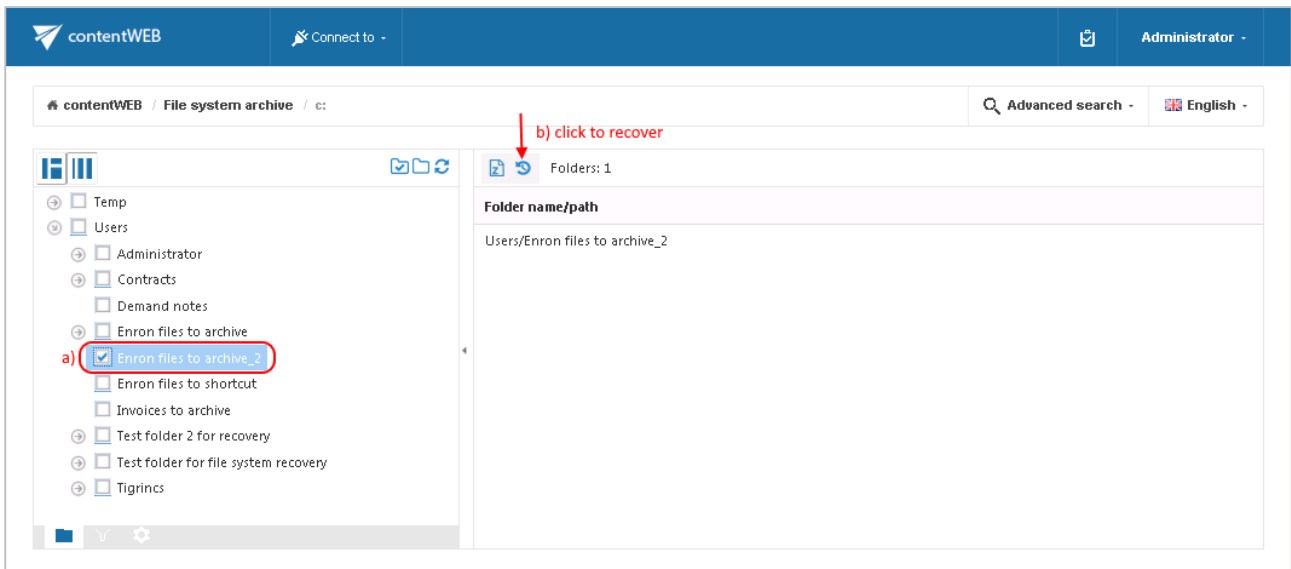 contentWEB
Connect to
Administrator
contentWEB / File system archive / c:
Advanced search
English
b) click to recover
Folders: 1
Temp
Users
Administrator
Contracts
Demand notes
Enron files to archive
a) Enron files to archive_2
Enron files to shortcut
Invoices to archive
Test folder 2 for recovery
Test folder for file system recovery
Tigrincs
Folder name/path
Users/Enron files to archive_2